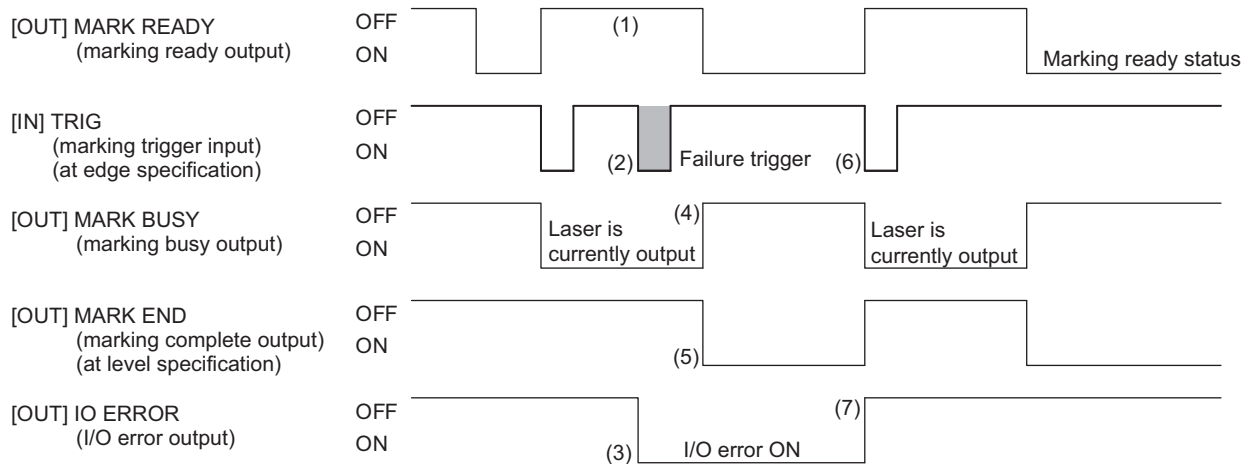 [OUT] MARK READY
(marking ready output)
OFF
ON
(1)
Marking ready status
[IN] TRIG
(marking trigger input)
(at edge specification)
OFF
ON
(2)
Failure trigger
(6)
[OUT] MARK BUSY
(marking busy output)
OFF
ON
Laser is
currently output
(4)
Laser is
currently output
[OUT] MARK END
(marking complete output)
(at level specification)
OFF
ON
(5)
[OUT] IO ERROR
(I/O error output)
OFF
ON
(3)
I/O error ON
(7)